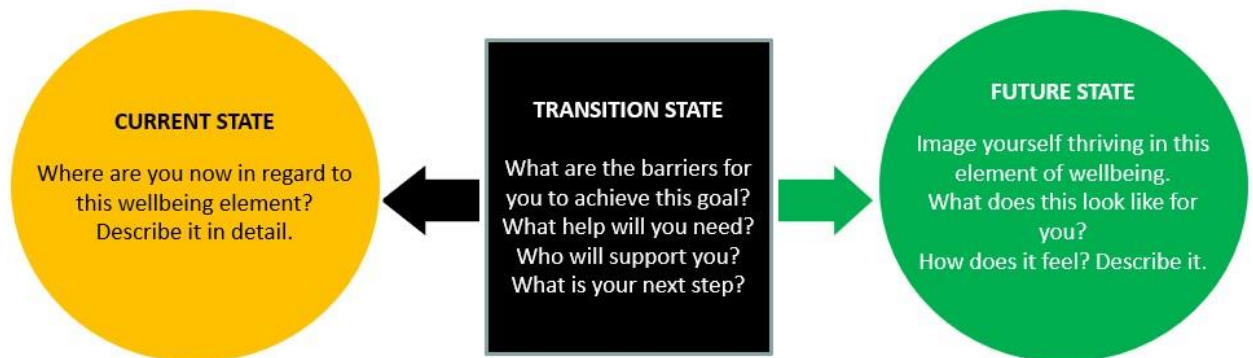 CURRENT STATE
Where are you now in regard to
this wellbeing element?
Describe it in detail.
TRANSITION STATE
What are the barriers for
you to achieve this goal?
What help will you need?
Who will support you?
What is your next step?
FUTURE STATE
Image yourself thriving in this
element of wellbeing.
What does this look like for
you?
How does it feel? Describe it.